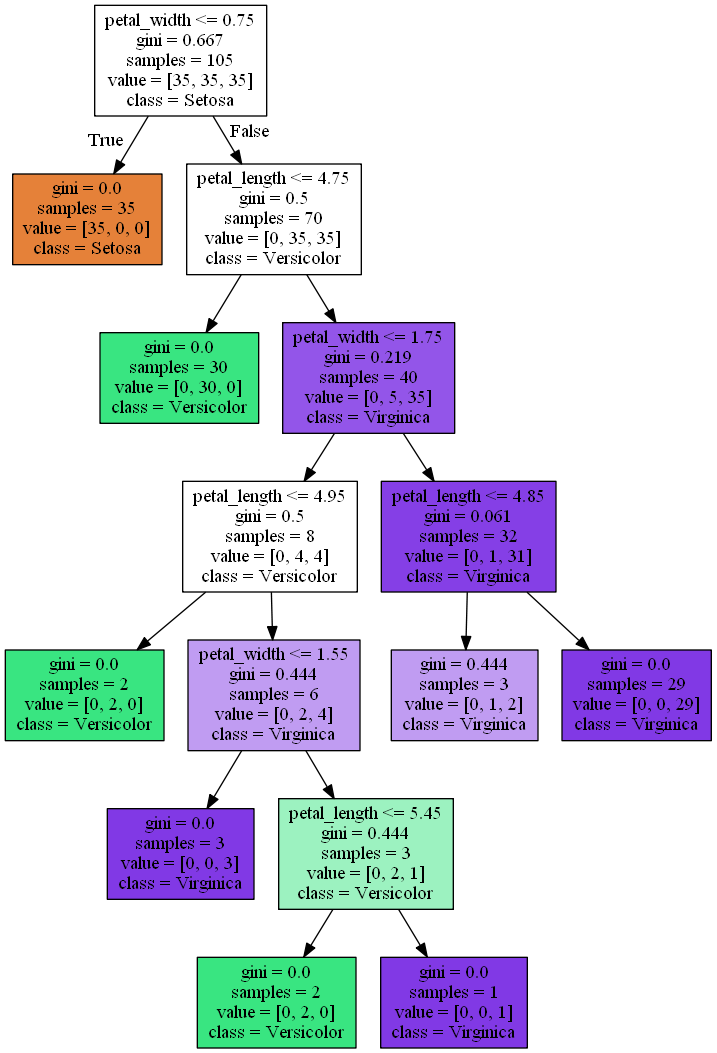 petal_width <= 0.75
gini = 0.667
samples = 105
value = [35, 35, 35]
class = Setosa
True
False
gini = 0.0
samples = 35
value = [35, 0, 0]
class = Setosa
petal_length <= 4.75
gini = 0.5
samples = 70
value = [0, 35, 35]
class = Versicolor
gini = 0.0
samples = 30
value = [0, 30, 0]
class = Versicolor
petal_width <= 1.75
gini = 0.219
samples = 40
value = [0, 5, 35]
class = Virginica
petal_length <= 4.95
gini = 0.5
samples = 8
value = [0, 4, 4]
class = Versicolor
petal_length <= 4.85
gini = 0.061
samples = 32
value = [0, 1, 31]
class = Virginica
gini = 0.0
samples = 2
value = [0, 2, 0]
class = Versicolor
petal_width <= 1.55
gini = 0.444
samples = 6
value = [0, 2, 4]
class = Virginica
gini = 0.444
samples = 3
value = [0, 1, 2]
class = Virginica
gini = 0.0
samples = 29
value = [0, 0, 29]
class = Virginica
gini = 0.0
samples = 3
value = [0, 0, 3]
class = Virginica
petal_length <= 5.45
gini = 0.444
samples = 3
value = [0, 2, 1]
class = Versicolor
gini = 0.0
samples = 2
value = [0, 2, 0]
class = Versicolor
gini = 0.0
samples = 1
value = [0, 0, 1]
class = Virginica